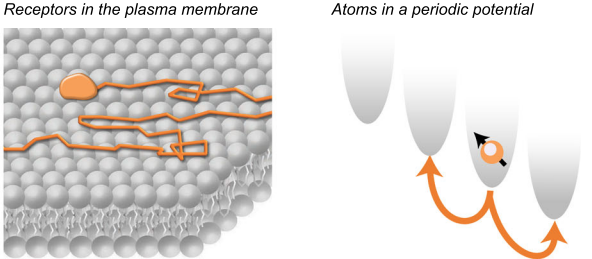 Receptors in the plasma membrane
Atoms in a periodic potential